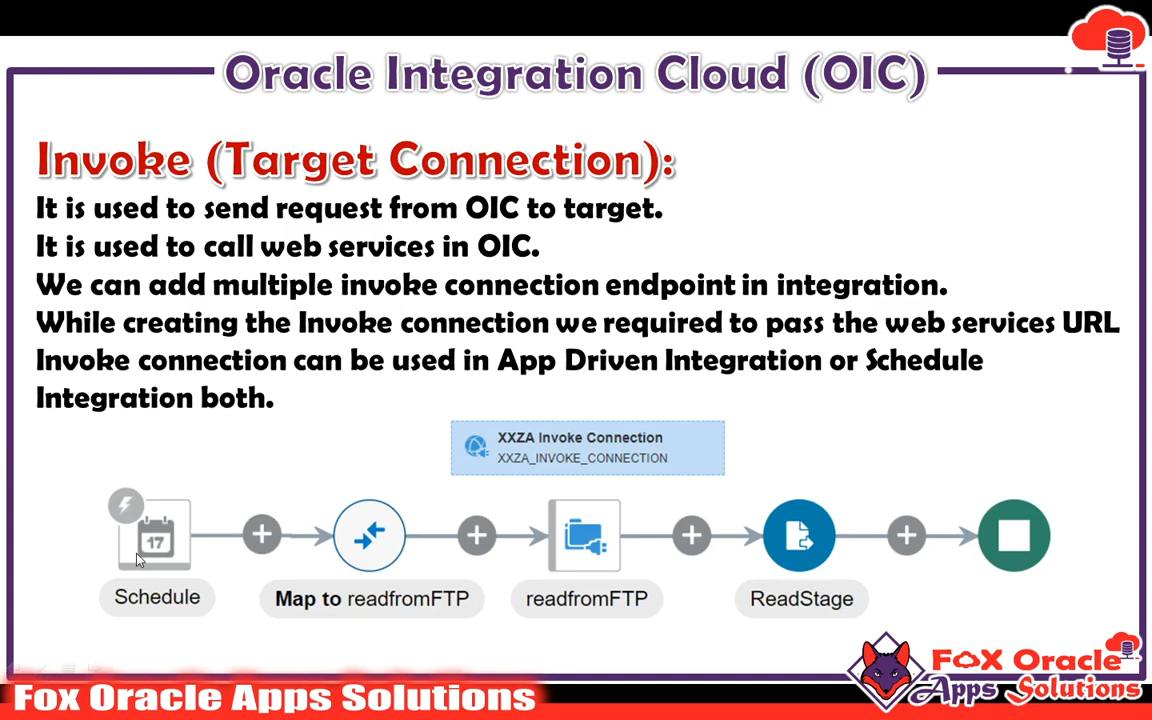 Oracle Integration Cloud (OIC)
Invoke (Target Connection):
It is used to send request from OIC to target.
It is used to call web services in OIC.
We can add multiple invoke connection endpoint in integration.
While creating the Invoke connection we required to pass the web services URL
Invoke connection can be used in App Driven Integration or Schedule
Integration both.
XXZA Invoke Connection
XXZA_INVOKE_CONNECTION
17
Schedule
Map to readfromFTP
readfromFTP
ReadStage
Fox Oracle
Apps Solutions
Fox Oracle Apps Solutions